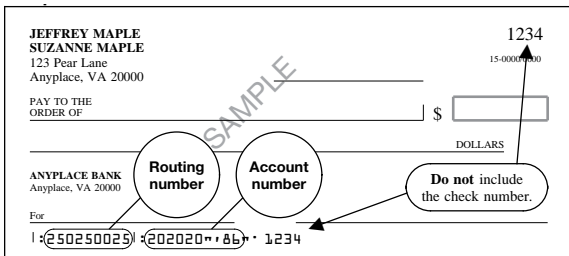 JEFFREY MAPLE
SUZANNE MAPLE
123 Pear Lane
Anyplace, VA 20000
1234
15-0000/0000
SAMPLE
PAY TO THE
ORDER OF
$
DOLLARS
ANYPLACE BANK
Anyplace, VA 20000
Routing
number
Account
number
Do not include
the check number.
For
|:250250025|:202020"'86"' 1234